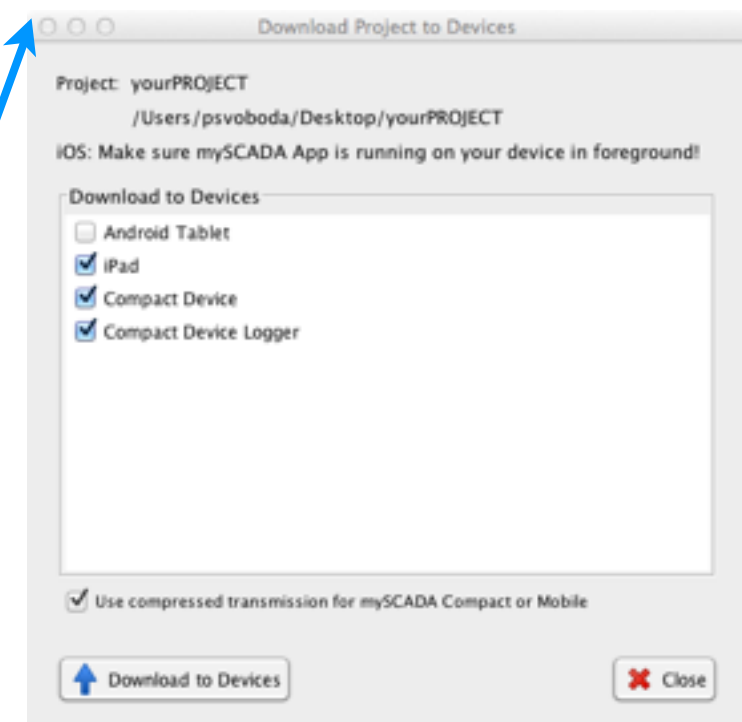 Download Project to Devices
Project: yourPROJECT
/Users/psvoboda/Desktop/yourPROJECT
iOS: Make sure mySCADA App is running on your device in foreground!
Download to Devices
Android Tablet
iPad
Compact Device
Compact Device Logger
Use compressed transmission for mySCADA Compact or Mobile
Download to Devices
Close